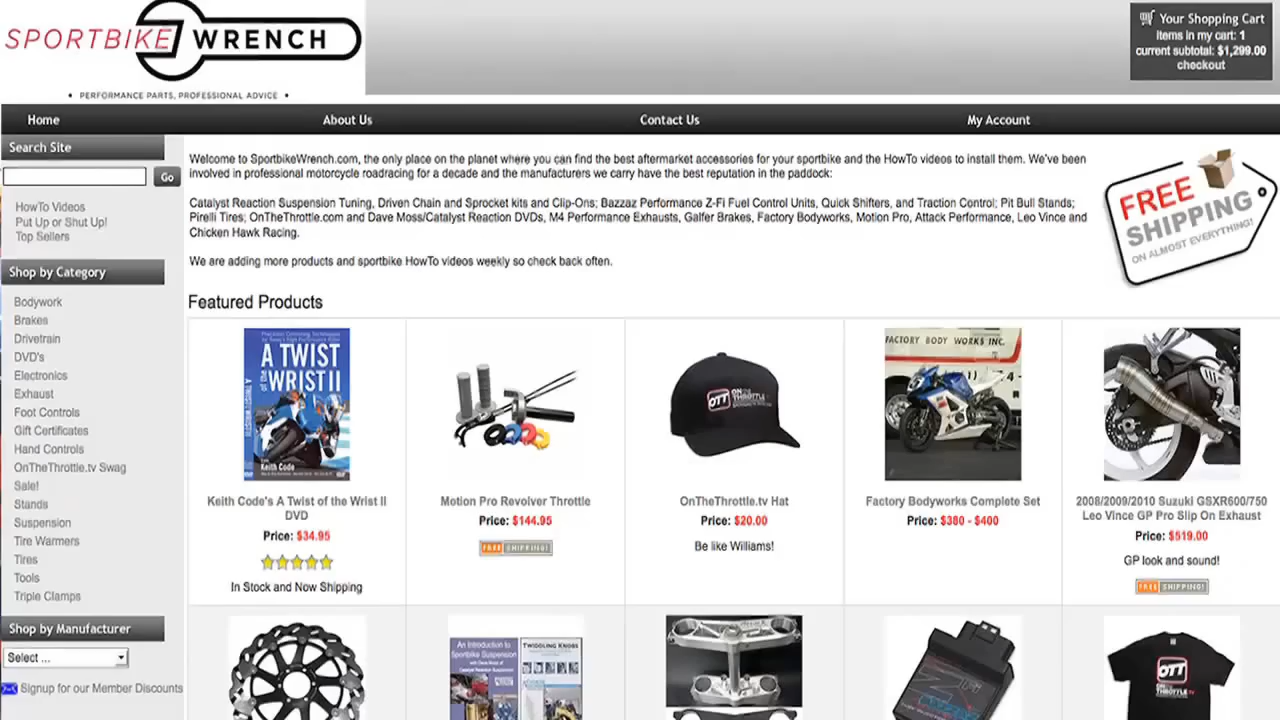 SPORTBIKE WRENCH
• PERFORMANCE PARTS, PROFESSIONAL ADVICE •
Your Shopping Cart
items in my cart: 1
current subtotal: $1,299.00
checkout
Home About Us Contact Us My Account
Search Site
Go
HowTo Videos
Put Up or Shut Up!
Top Sellers
Shop by Category
Bodywork
Brakes
Drivetrain
DVD's
Electronics
Exhaust
Foot Controls
Gift Certificates
Hand Controls
OnTheThrottle.tv Swag
Sale!
Stands
Suspension
Tire Warmers
Tires
Tools
Triple Clamps
Shop by Manufacturer
Select ...
Signup for our Member Discounts
Welcome to SportbikeWrench.com, the only place on the planet where you can find the best aftermarket accessories for your sportbike and the HowTo videos to install them. We've been
involved in professional motorcycle roadracing for a decade and the manufacturers we carry have the best reputation in the paddock:
Catalyst Reaction Suspension Tuning, Driven Chain and Sprocket kits and Clip-Ons; Bazzaz Performance Z-Fi Fuel Control Units, Quick Shifters, and Traction Control; Pit Bull Stands;
Pirelli Tires; OnTheThrottle.com and Dave Moss/Catalyst Reaction DVDs, M4 Performance Exhausts, Galfer Brakes, Factory Bodyworks, Motion Pro, Attack Performance, Leo Vince and
Chicken Hawk Racing.
We are adding more products and sportbike HowTo videos weekly so check back often.
FREE
SHIPPING
ON ALMOST EVERYTHING!
Featured Products
A TWIST
of the
WRIST II
Keith Code
Keith Code's A Twist of the Wrist II
DVD
Price: $34.95
In Stock and Now Shipping
Motion Pro Revolver Throttle
Price: $144.95
FREE SHIPPING!
OTT ON THE THROTTLE
OnTheThrottle.tv Hat
Price: $20.00
Be like Williams!
FACTORY BODY WORKS INC.
Factory Bodyworks Complete Set
Price: $380 - $400
2008/2009/2010 Suzuki GSXR600/750
Leo Vince GP Pro Slip On Exhaust
Price: $519.00
GP look and sound!
FREE SHIPPING!
An Introduction to
Sportbike Suspension
TWIDDLING KNOBS
OTT
ON THE
THROTTLE.tv